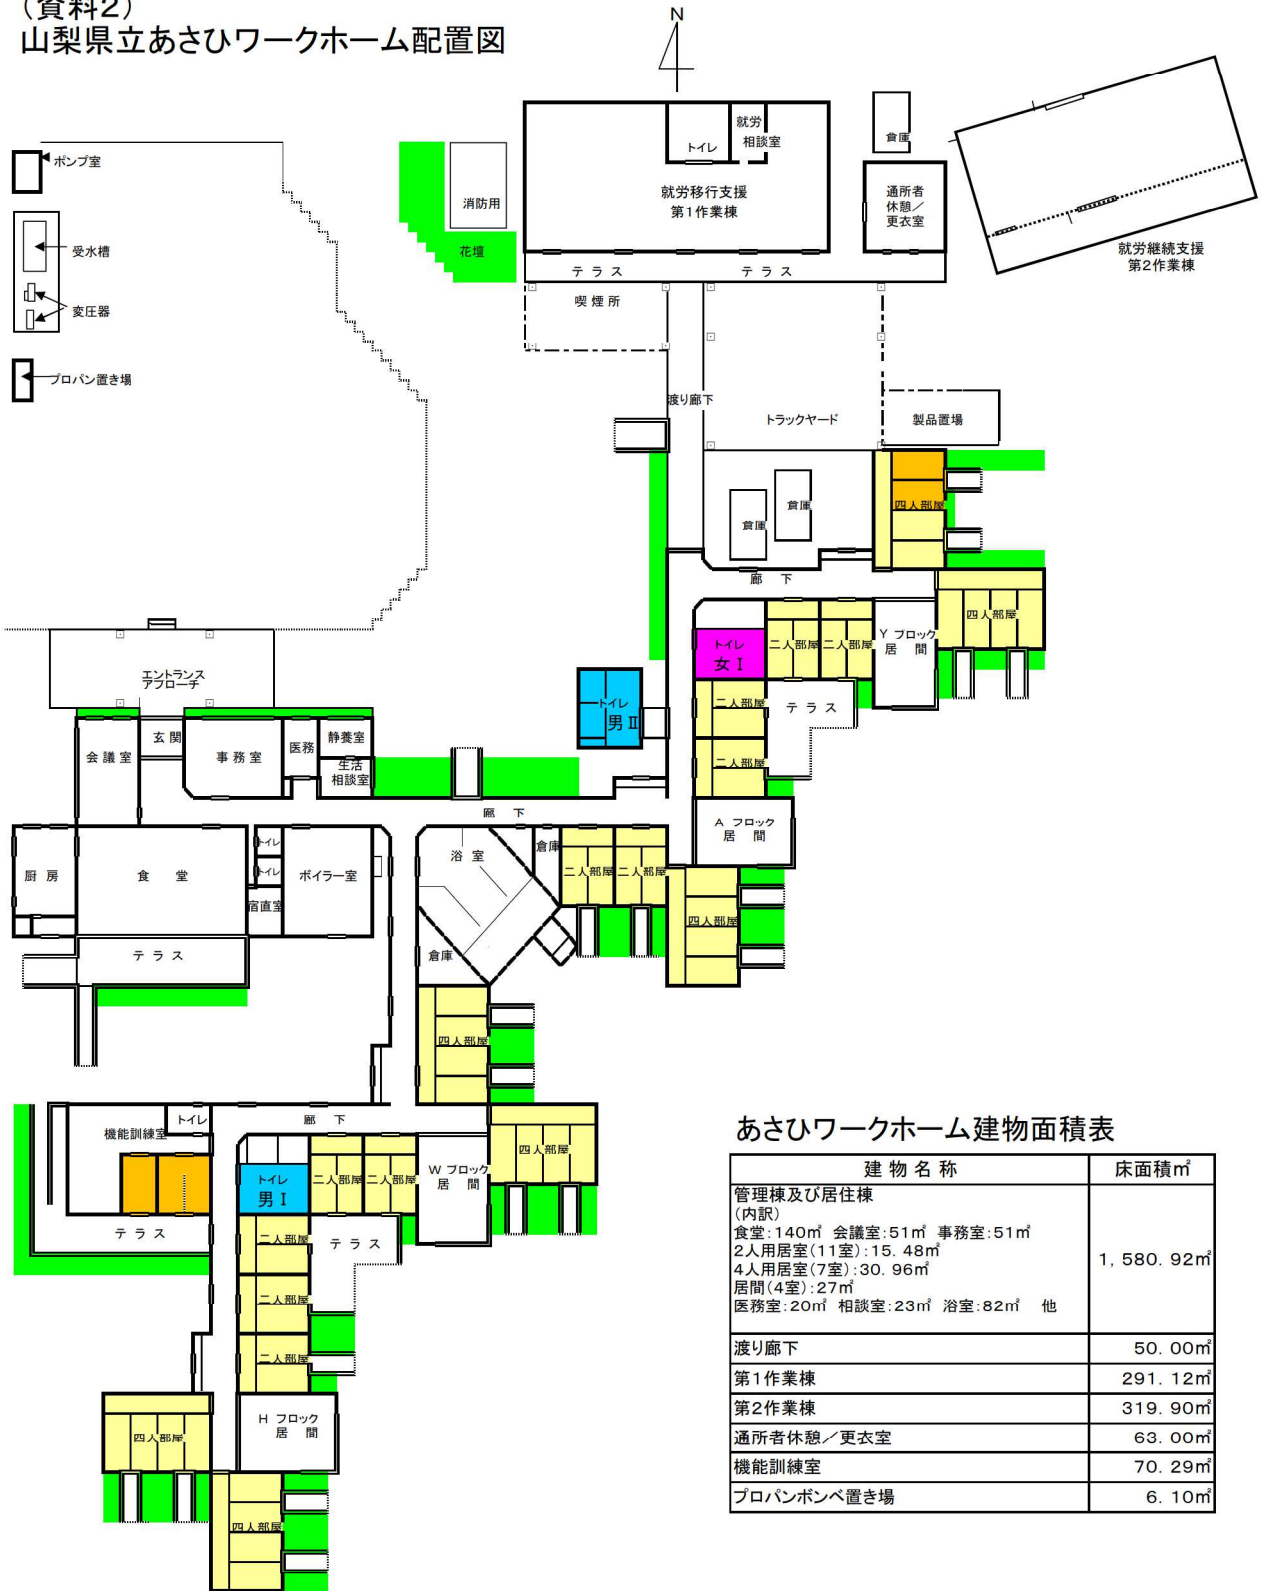 （資料2）
山梨県立あさひワークホーム配置図
N
ポンプ室
受水槽
変圧器
プロパン置き場
消防用
花壇
トイレ
就労
相談室
就労移行支援
第1作業棟
倉庫
通所者
休憩／
更衣室
就労継続支援
第2作業棟
テラス
テラス
喫煙所
渡り廊下
トラックヤード
製品置場
倉庫
倉庫
四人部屋
廊下
四人部屋
トイレ
女Ⅰ
二人部屋
二人部屋
Y ブロック
居間
二人部屋
テラス
二人部屋
トイレ
男Ⅱ
A フロック
居間
四人部屋
エントランス
アフローチ
会議室
玄関
事務室
医務
静養室
生活
相談室
廊下
厨房
食堂
トイレ
トイレ
宿直室
ボイラー室
浴室
倉庫
二人部屋
二人部屋
倉庫
テラス
四人部屋
機能訓練室
トイレ
廊下
トイレ
男Ⅰ
二人部屋
二人部屋
W ブロック
居間
四人部屋
テラス
二人部屋
テラス
二人部屋
二人部屋
四人部屋
H フロック
居間
四人部屋
あさひワークホーム建物面積表
建物名称 床面積㎡
管理棟及び居住棟
（内訳）
食堂：140㎡ 会議室：51㎡ 事務室：51㎡
2人用居室（11室）：15．48㎡
4人用居室（7室）：30．96㎡
居間（4室）：27㎡
医務室：20㎡ 相談室：23㎡ 浴室：82㎡ 他
1，580．92㎡
渡り廊下 50．00㎡
第1作業棟 291．12㎡
第2作業棟 319．90㎡
通所者休憩／更衣室 63．00㎡
機能訓練室 70．29㎡
プロパンボンベ置き場 6．10㎡